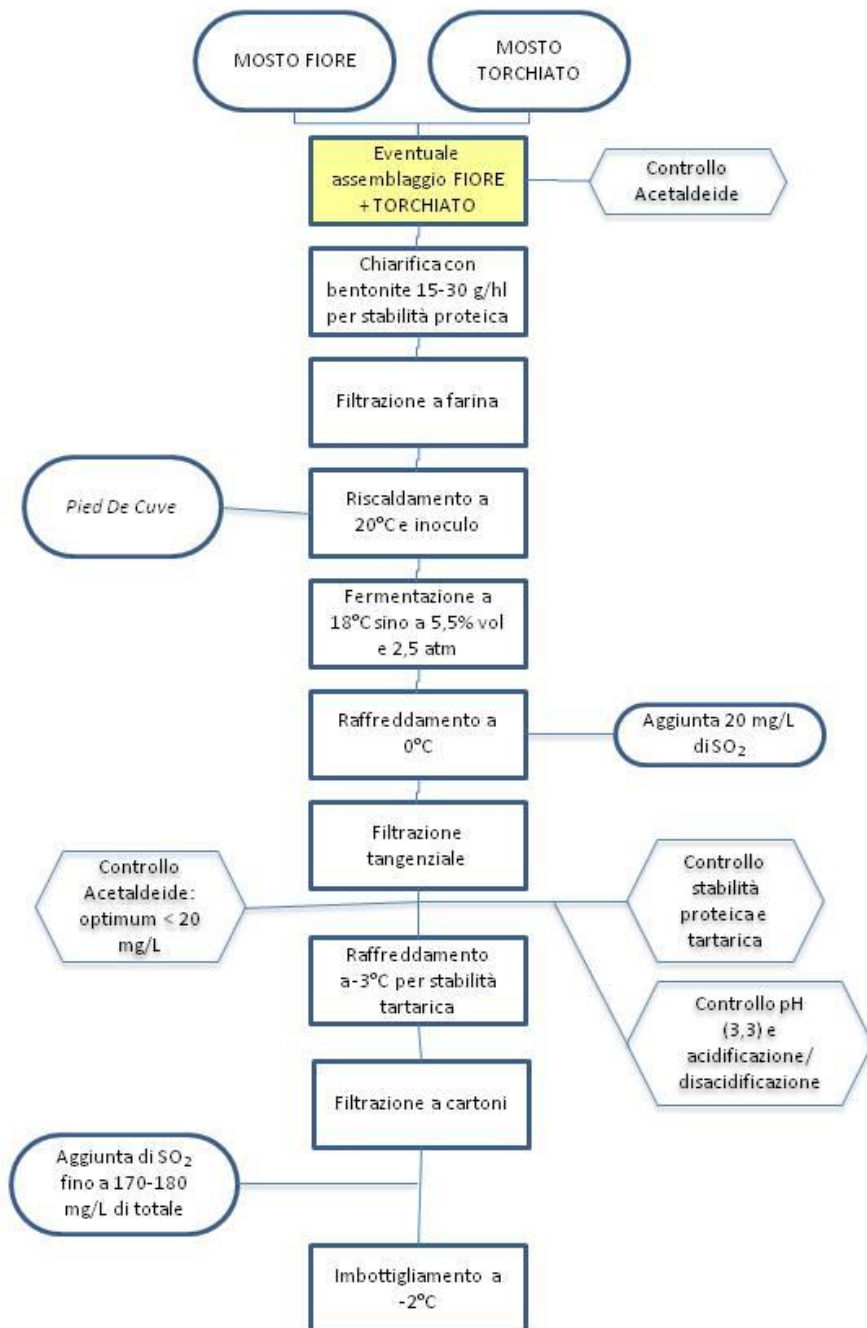 MOSTO FIORE
MOSTO
TORCHIATO
Eventuale
assemblaggio FIORE
+ TORCHIATO
Controllo
Acetaldeide
Chiarifica con
bentonite 15-30 g/hl
per stabilità proteica
Filtrazione a farina
Pied De Cuve
Riscaldamento a
20°C e inoculo
Fermentazione a
18°C sino a 5,5% vol
e 2,5 atm
Raffreddamento a
0°C
Aggiunta 20 mg/L
di SO₂
Filtrazione
tangenziale
Controllo
Acetaldeide:
optimum < 20
mg/L
Controllo
stabilità
proteica e
tartarica
Raffreddamento
a -3°C per stabilità
tartarica
Controllo pH
(3,3) e
acidificazione/
disacidificazione
Filtrazione a cartoni
Aggiunta di SO₂
fino a 170-180
mg/L di totale
Imbottigliamento a
-2°C